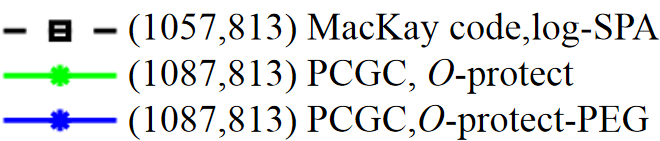 (1057,813) MacKay code,log-SPA
(1087,813) PCGC, O-protect
(1087,813) PCGC,O-protect-PEG